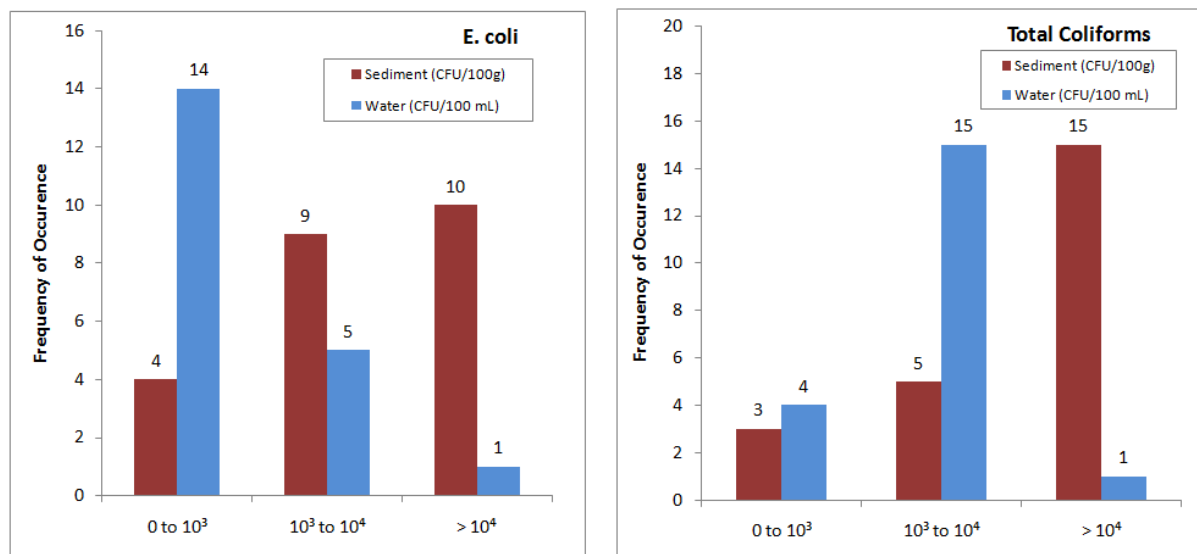 E. coli
Sediment (CFU/100g)
Water (CFU/100 mL)
Frequency of Occurence
16
14
12
10
8
6
4
2
0
4
14
9
5
10
1
0 to 10³
10³ to 10⁴
> 10⁴
Total Coliforms
Sediment (CFU/100g)
Water (CFU/100 mL)
Frequency of Occurence
20
18
16
14
12
10
8
6
4
2
0
3
4
5
15
15
1
0 to 10³
10³ to 10⁴
> 10⁴